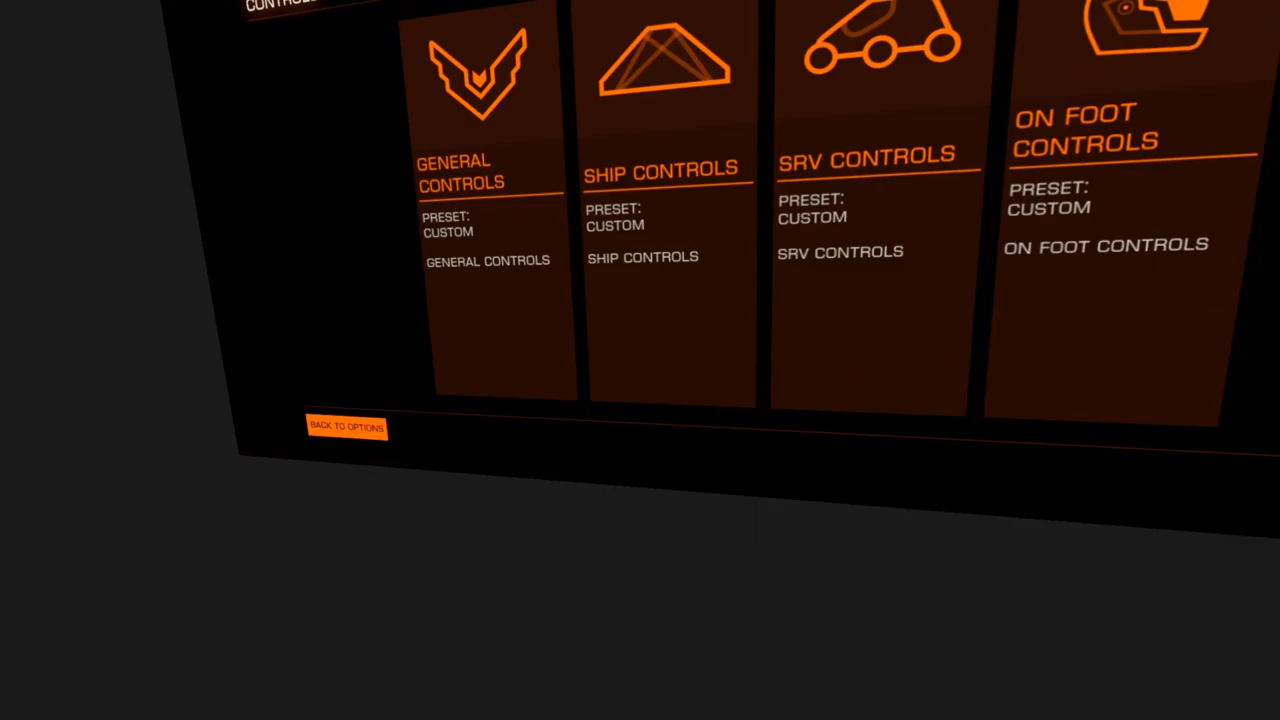 CONTROLS
GENERAL
CONTROLS
PRESET:
CUSTOM
GENERAL CONTROLS
SHIP CONTROLS
PRESET:
CUSTOM
SHIP CONTROLS
SRV CONTROLS
PRESET:
CUSTOM
SRV CONTROLS
ON FOOT
CONTROLS
PRESET:
CUSTOM
ON FOOT CONTROLS
BACK TO OPTIONS